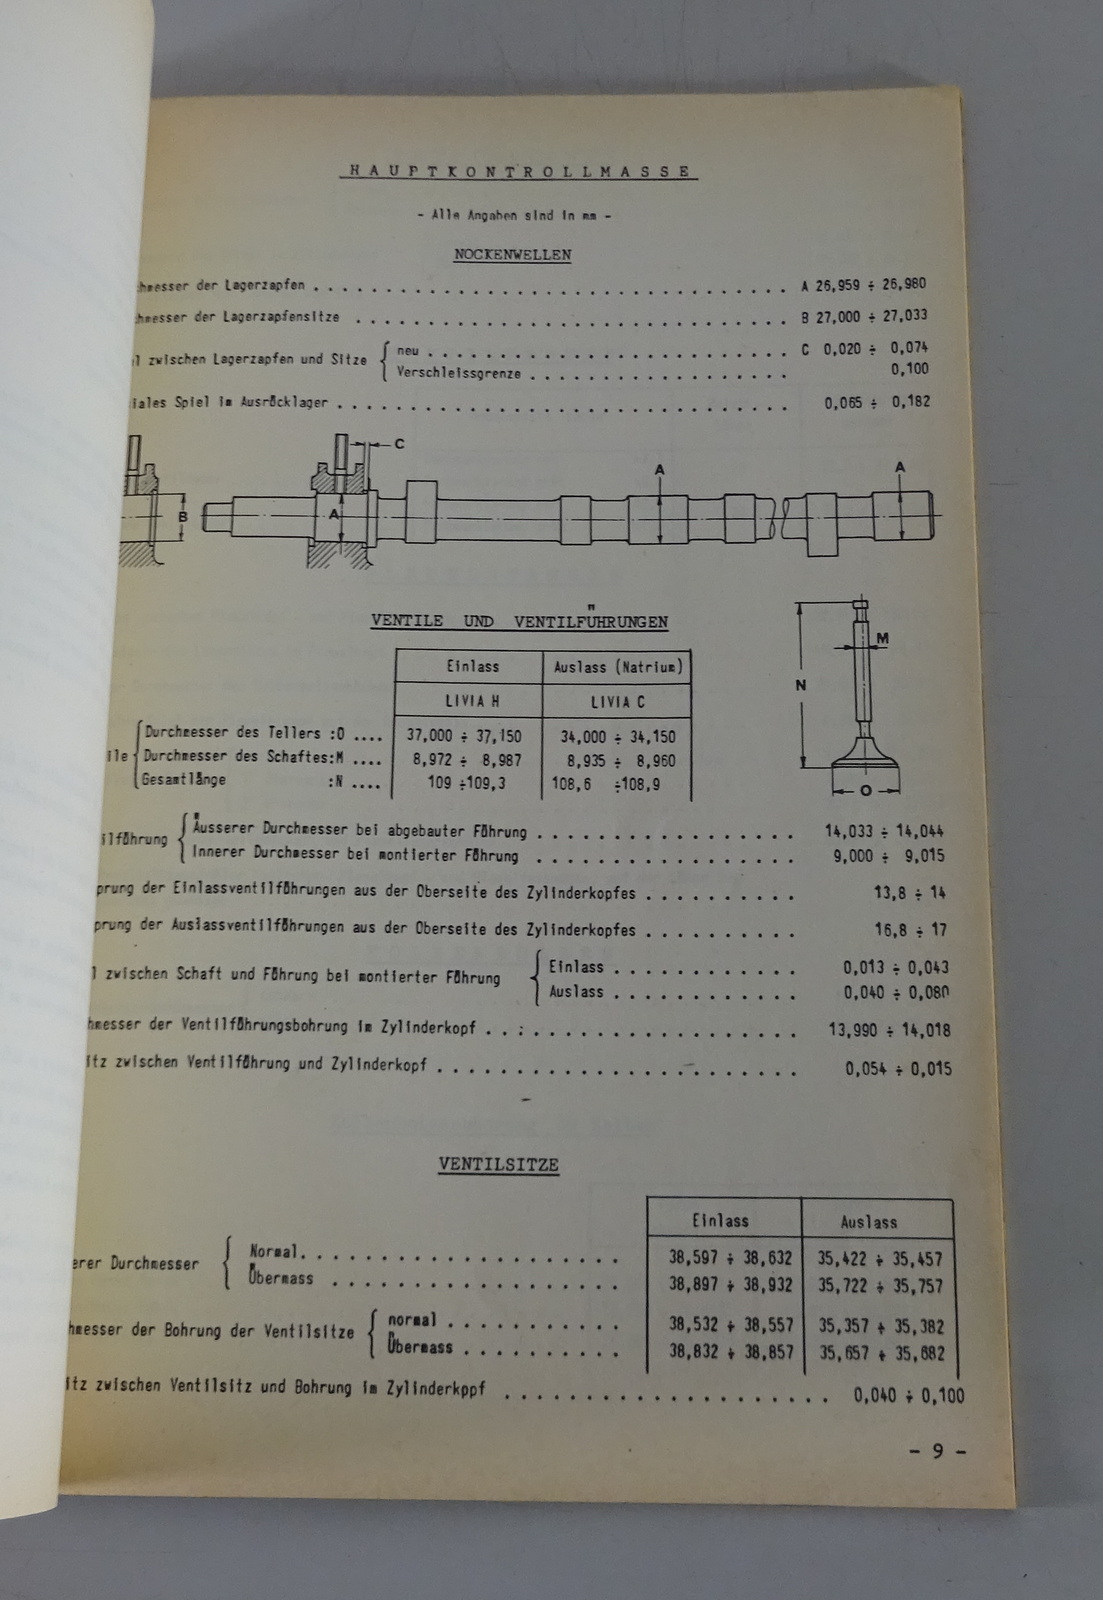 HAUPTKONTROLLMASSE
- Alle Angaben sind in mm -
NOCKENWELLEN
chmesser der Lagerzapfen . . . . . . . . . . . . . . . . . . . . . . . . . . . . . . A 26,959 ÷ 26,980
chmesser der Lagerzapfensitze . . . . . . . . . . . . . . . . . . . . . . . . . . . B 27,000 ÷ 27,033
l zwischen Lagerzapfen und Sitze { neu . . . . . . . . . . . . . . . . . . . . . . . C 0,020 ÷ 0,074
Verschleissgrenze . . . . . . . . . . . . . . . . . 0,100
iales Spiel im Ausrücklager . . . . . . . . . . . . . . . . . . . . . . . . . . . . . 0,065 ÷ 0,182
C
A A
B A
VENTILE UND VENTILFÜHRUNGEN
Einlass Auslass (Natrium)
LIVIA H LIVIA C
M
N
Durchmesser des Tellers :O .... 37,000 ÷ 37,150 34,000 ÷ 34,150
ile { Durchmesser des Schaftes:M .... 8,972 ÷ 8,987 8,935 ÷ 8,960
Gesamtlänge :N .... 109 ÷109,3 108,6 ÷108,9
O
Äusserer Durchmesser bei abgebauter Führung . . . . . . . . . . . . . 14,033 ÷ 14,044
ilführung { Innerer Durchmesser bei montierter Führung . . . . . . . . . . . . . 9,000 ÷ 9,015
prung der Einlassventilführungen aus der Oberseite des Zylinderkopfes . . . . . . . . . . 13,8 ÷ 14
prung der Auslassventilführungen aus der Oberseite des Zylinderkopfes . . . . . . . . . . 16,8 ÷ 17
l zwischen Schaft und Führung bei montierter Führung { Einlass . . . . . . . . . . . . 0,013 ÷ 0,043
Auslass . . . . . . . . . . . . 0,040 ÷ 0,080
hmesser der Ventilführungsbohrung im Zylinderkopf . . : . . . . . . . . . . . . . . . . . 13,990 ÷ 14,018
itz zwischen Ventilführung und Zylinderkopf . . . . . . . . . . . . . . . . . . . . . . . 0,054 ÷ 0,015
VENTILSITZE
Einlass Auslass
Normal. . . . . . . . . . . . . . . . . . . . 38,597 ÷ 38,632 35,422 ÷ 35,457
erer Durchmesser { Übermass . . . . . . . . . . . . . . . . . . 38,897 ÷ 38,932 35,722 ÷ 35,757
hmesser der Bohrung der Ventilsitze { normal . . . . . . . . . . . 38,532 ÷ 38,557 35,357 ÷ 35,382
Übermass . . . . . . . . . . 38,832 ÷ 38,857 35,657 ÷ 35,682
itz zwischen Ventilsitz und Bohrung im Zylinderkppf . . . . . . . . . . . . . . . . . . . . 0,040 ÷ 0,100
- 9 -